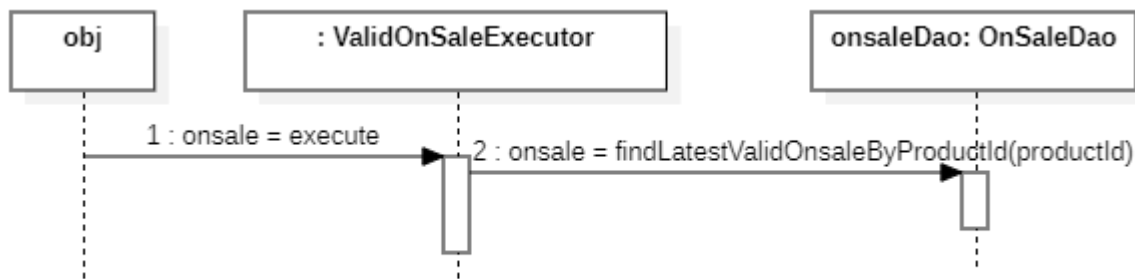 obj
: ValidOnSaleExecutor
onsaleDao: OnSaleDao
1 : onsale = execute
2 : onsale = findLatestValidOnsaleByProductId(productId)